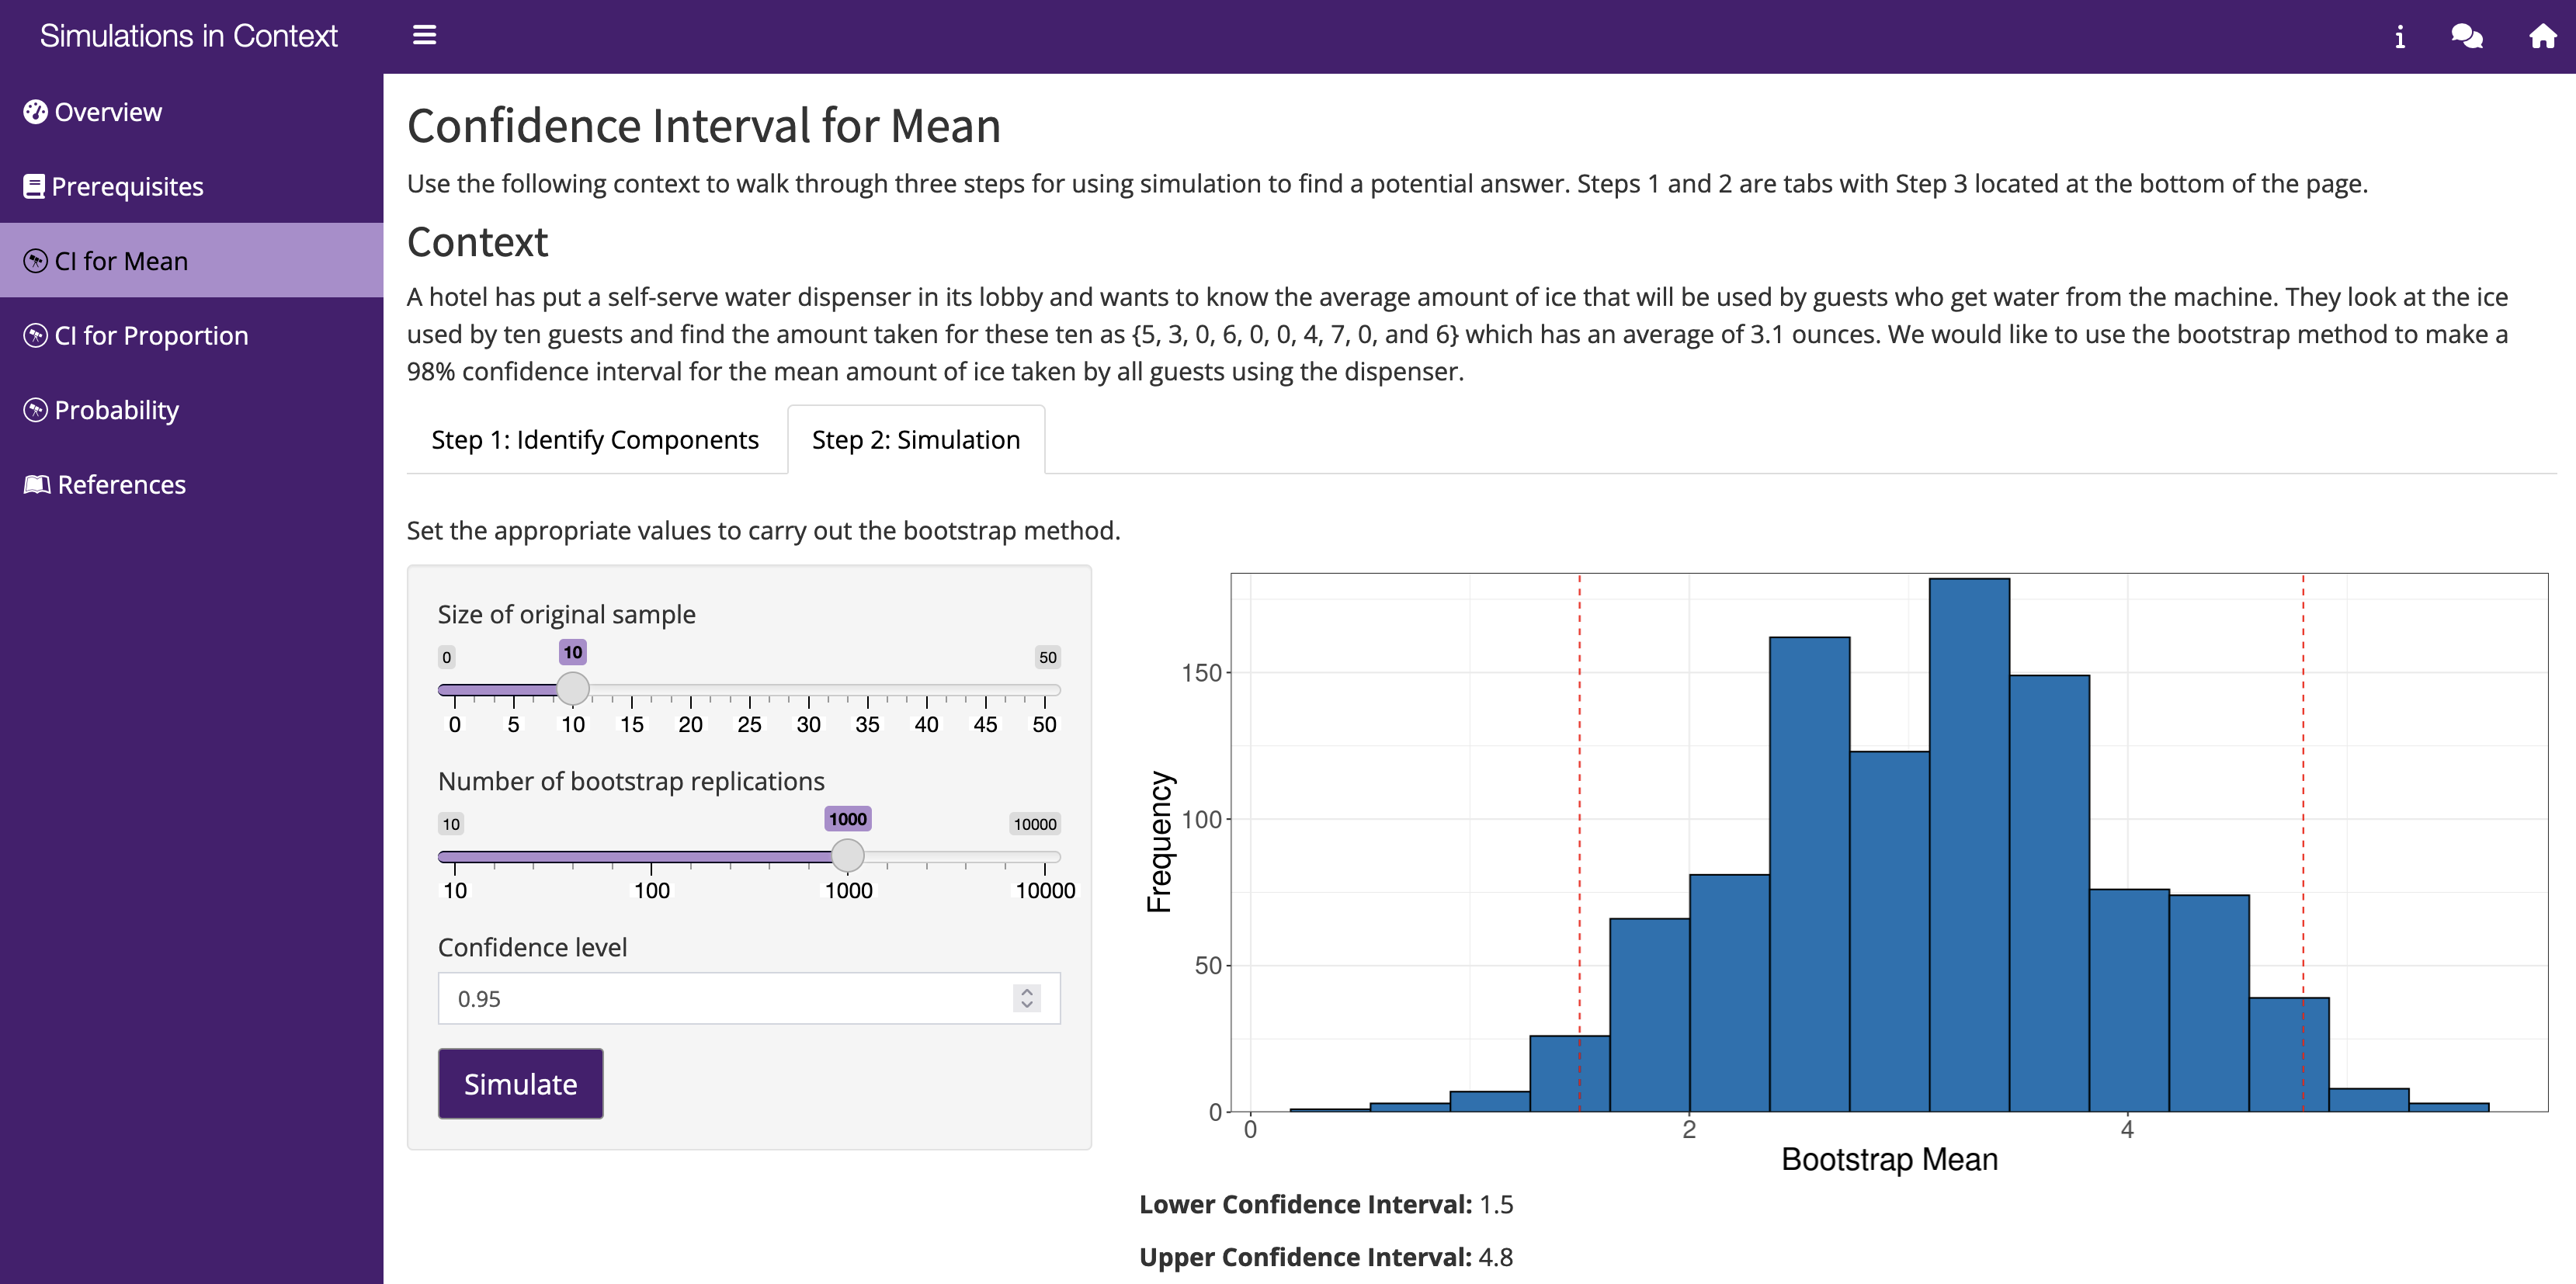 Simulations in Context
Overview
Prerequisites
CI for Mean
CI for Proportion
Probability
References
Confidence Interval for Mean
Use the following context to walk through three steps for using simulation to find a potential answer. Steps 1 and 2 are tabs with Step 3 located at the bottom of the page.
Context
A hotel has put a self-serve water dispenser in its lobby and wants to know the average amount of ice that will be used by guests who get water from the machine. They look at the ice
used by ten guests and find the amount taken for these ten as {5, 3, 0, 6, 0, 0, 4, 7, 0, and 6} which has an average of 3.1 ounces. We would like to use the bootstrap method to make a
98% confidence interval for the mean amount of ice taken by all guests using the dispenser.
Step 1: Identify Components
Step 2: Simulation
Set the appropriate values to carry out the bootstrap method.
Size of original sample
0 10 50
0 5 10 15 20 25 30 35 40 45 50
Number of bootstrap replications
10 1000 10000
10 100 1000 10000
Confidence level
0.95
Simulate
Frequency
150
100
50
0
0 2 4
Bootstrap Mean
Lower Confidence Interval: 1.5
Upper Confidence Interval: 4.8